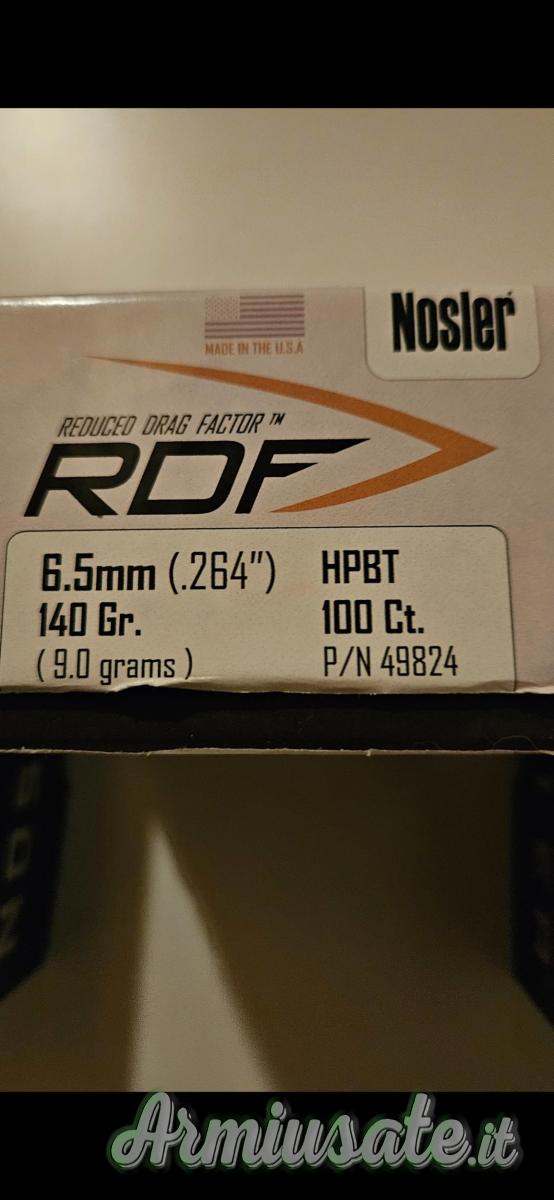 Nosler
MADE IN THE U.S.A
REDUCED DRAG FACTOR™
RDF
6.5mm (.264") HPBT
140 Gr. 100 Ct.
(9.0 grams) P/N 49824
Armiusate.it